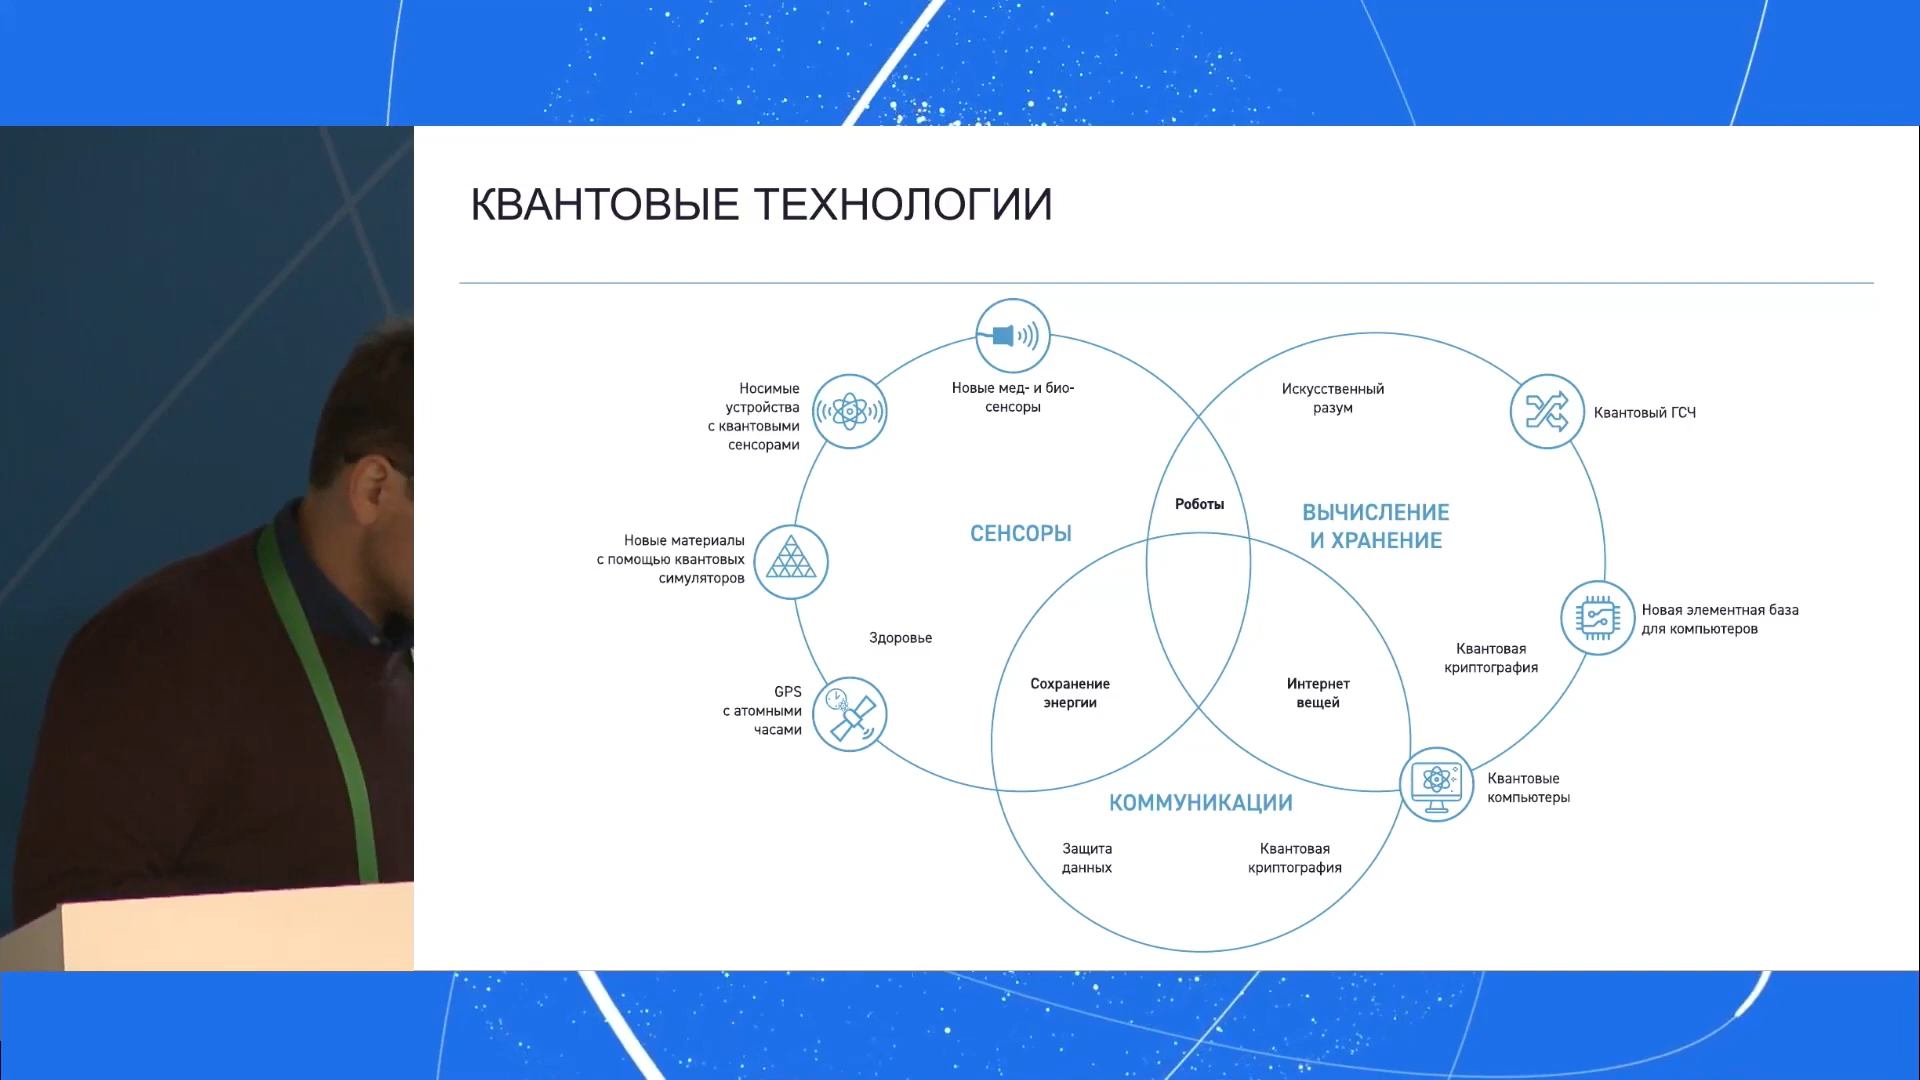 КВАНТОВЫЕ ТЕХНОЛОГИИ
Носимые
устройства
с квантовыми
сенсорами
Новые мед- и био-
сенсоры
Искусственный
разум
Квантовый ГСЧ
Роботы
СЕНСОРЫ
ВЫЧИСЛЕНИЕ
И ХРАНЕНИЕ
Новые материалы
с помощью квантовых
симуляторов
Новая элементная база
для компьютеров
Здоровье
Квантовая
криптография
GPS
с атомными
часами
Сохранение
энергии
Интернет
вещей
Квантовые
компьютеры
КОММУНИКАЦИИ
Защита
данных
Квантовая
криптография